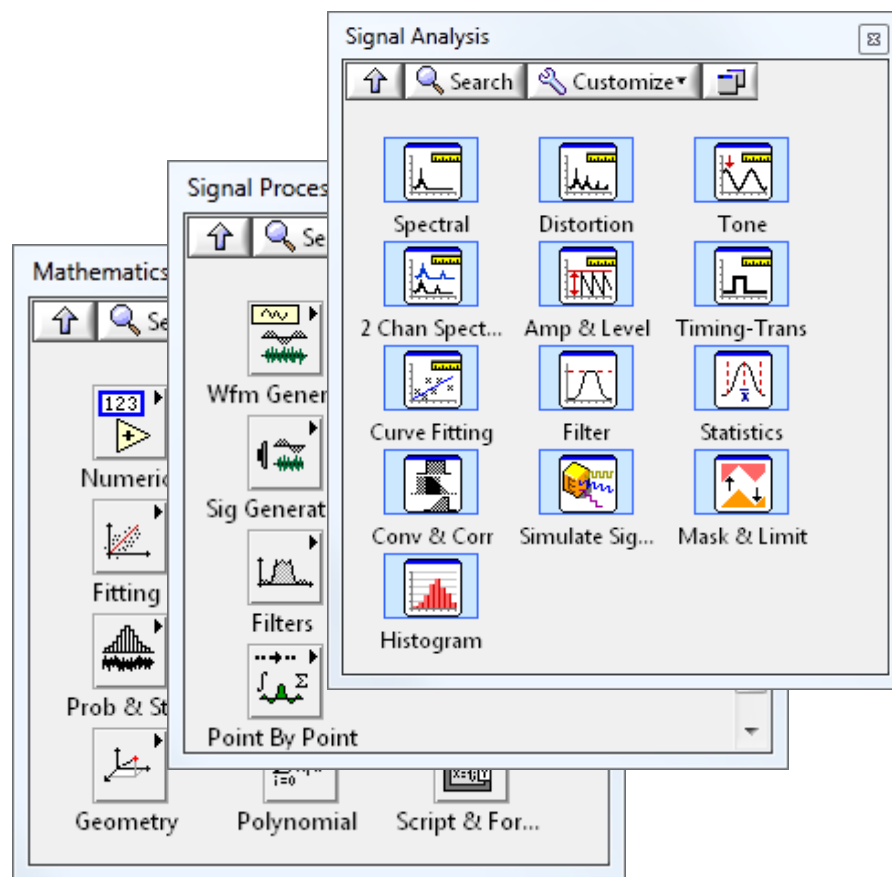 Signal Analysis
Search Customize
Spectral Distortion Tone
2 Chan Spect... Amp & Level Timing-Trans
Curve Fitting Filter Statistics
Conv & Corr Simulate Sig... Mask & Limit
Histogram
Signal Proces
Se
Wfm Gener
Sig Generat
Filters
Point By Point
Mathematics
Se
123
Numeric
Fitting
Prob & St
Geometry Polynomial Script & For...